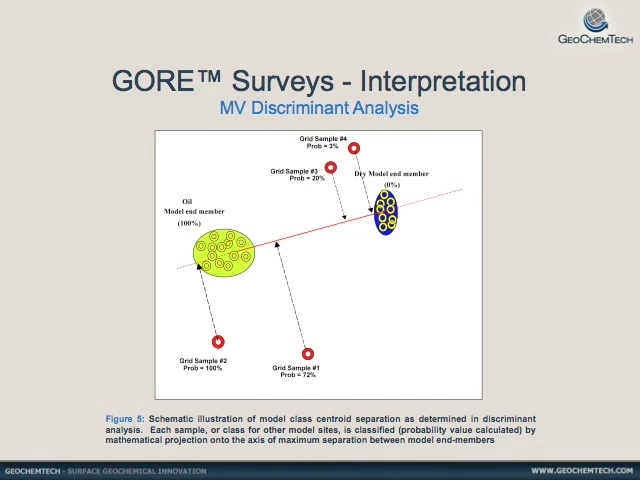 GEOCHEMTECH
GORE™ Surveys - Interpretation
MV Discriminant Analysis
Grid Sample #4
Prob = 3%
Grid Sample #3
Prob = 20%
Dry Model end member
(0%)
Oil
Model end member
(100%)
Grid Sample #2
Prob = 100%
Grid Sample #1
Prob = 72%
Figure 5: Schematic illustration of model class centroid separation as determined in discriminant
analysis. Each sample, or class for other model sites, is classified (probability value calculated) by
mathematical projection onto the axis of maximum separation between model end-members
GEOCHEMTECH - SURFACE GEOCHEMICAL INNOVATION
WWW.GEOCHEMTECH.COM